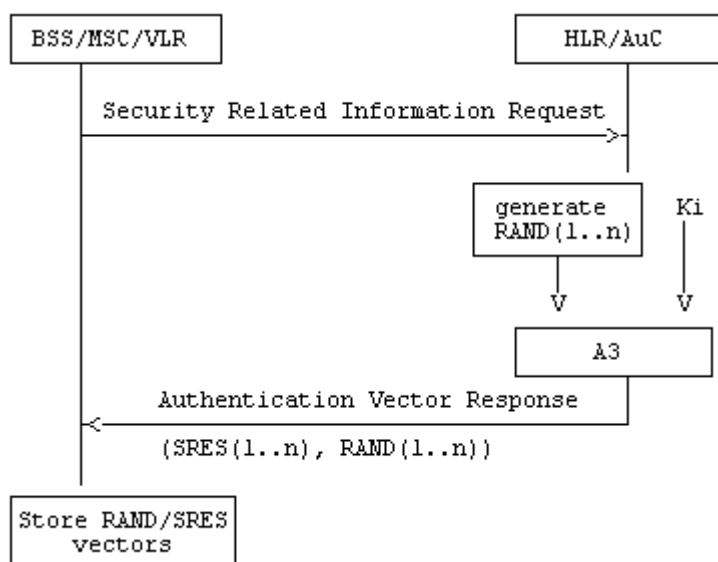 BSS/MSC/VLR
HLR/AuC
Security Related Information Request
generate
RAND(1..n)
Ki
A3
Authentication Vector Response
(SRES(1..n), RAND(1..n))
Store RAND/SRES
vectors